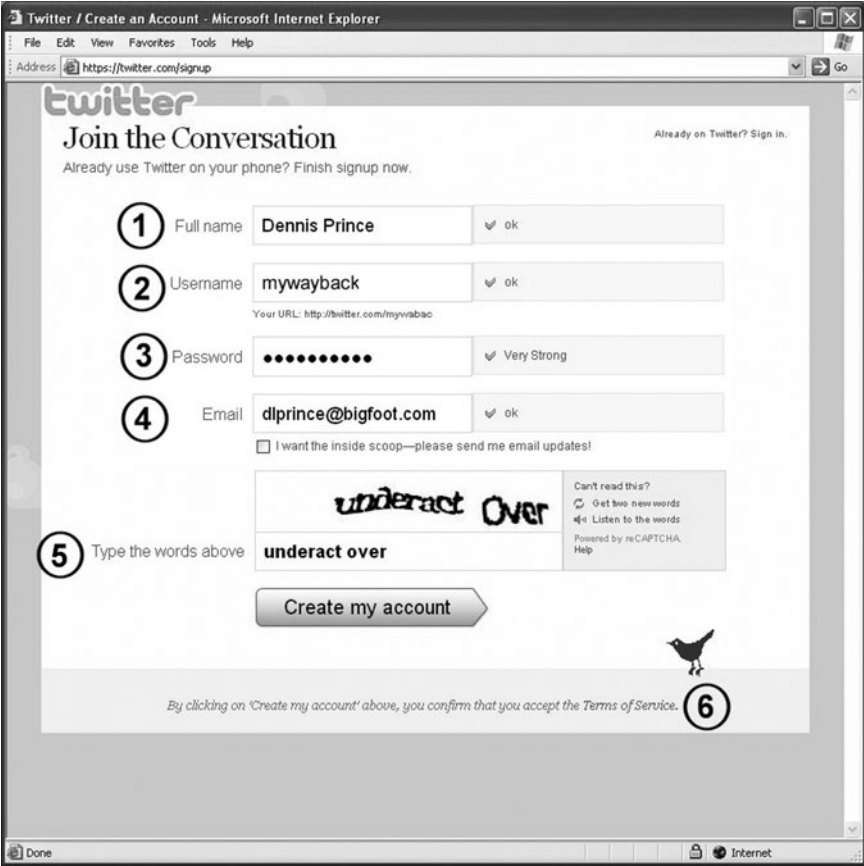 Twitter / Create an Account - Microsoft Internet Explorer
File Edit View Favorites Tools Help
Address https://twitter.com/signup Go
twitter
Join the Conversation
Already on Twitter? Sign in.
Already use Twitter on your phone? Finish signup now.
1 Full name Dennis Prince ok
2 Username mywayback ok
Your URL: http://twitter.com/mywabac
3 Password •••••••••• Very Strong
4 Email dlprince@bigfoot.com ok
I want the inside scoop—please send me email updates!
underact Over
Can't read this?
Get two new words
Listen to the words
Powered by reCAPTCHA.
Help
5 Type the words above underact over
Create my account
By clicking on 'Create my account' above, you confirm that you accept the Terms of Service. 6
Done Internet